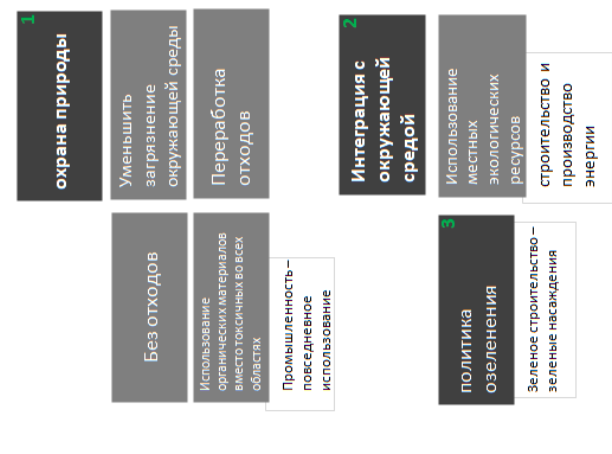 1
охрана природы
Уменьшить
загрязнение
окружающей среды
Переработка
отходов
Без отходов
Использование
органических материалов
вместо токсичных во всех
областях
Промышленность –
повседневное
использование
2
Интеграция с
окружающей
средой
Использование
местных
экологических
ресурсов
строительство и
производство
энергии
3
политика
озеленения
Зеленое строительство –
зеленые насаждения